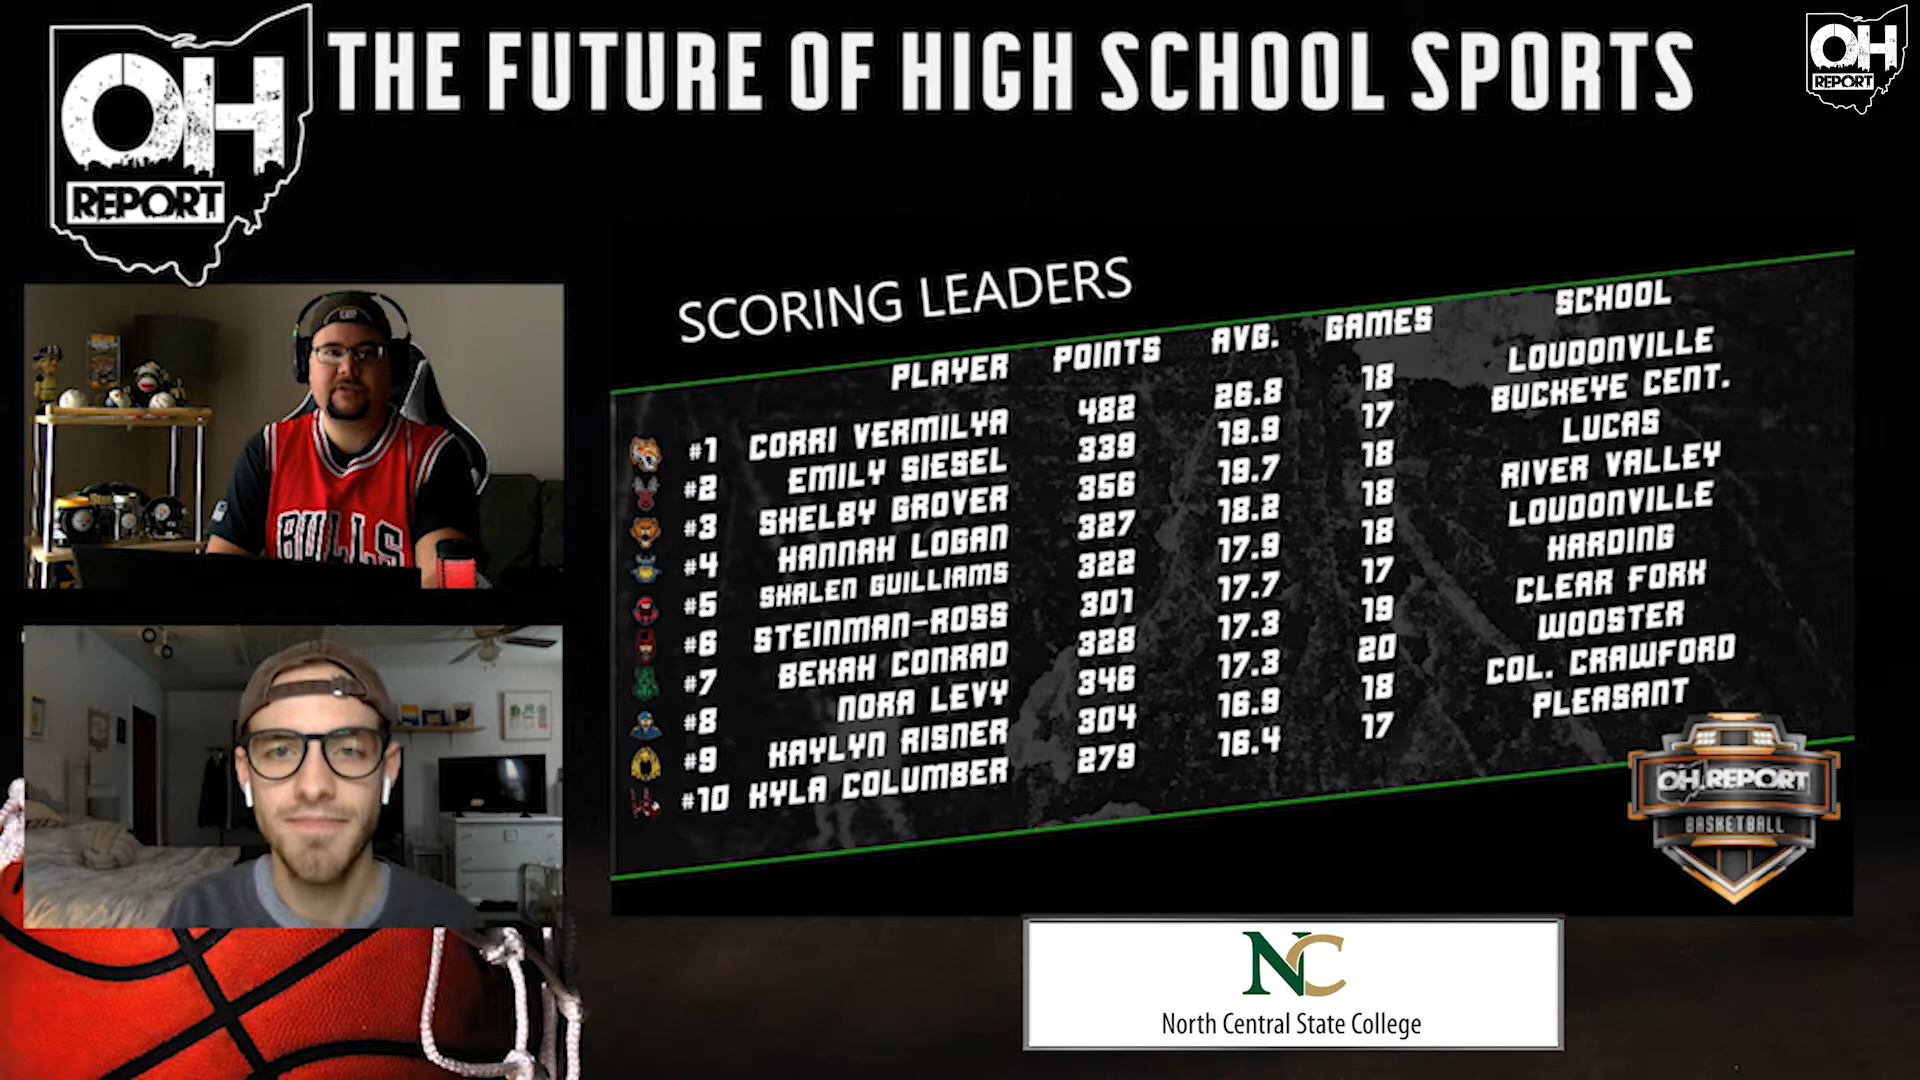 OH
REPORT
THE FUTURE OF HIGH SCHOOL SPORTS
OH
REPORT
SCORING LEADERS
PLAYER POINTS AVG. GAMES SCHOOL
#1 CORRI VERMILYA 482 26.8 18 LOUDONVILLE
#2 EMILY SIESEL 339 19.9 17 BUCKEYE CENT.
#3 SHELBY GROVER 356 19.7 18 LUCAS
#4 HANNAH LOGAN 327 18.2 18 RIVER VALLEY
#5 SHALEN GUILLIAMS 322 17.9 18 LOUDONVILLE
#6 STEINMAN-ROSS 301 17.7 17 HARDING
#7 BEKAH CONRAD 328 17.3 19 CLEAR FORK
#8 NORA LEVY 346 17.3 20 WOOSTER
#9 KAYLYN RISNER 304 16.9 18 COL. CRAWFORD
#10 KYLA COLUMBER 279 16.4 17 PLEASANT
BULLS
OH REPORT
BASKETBALL
NC
North Central State College